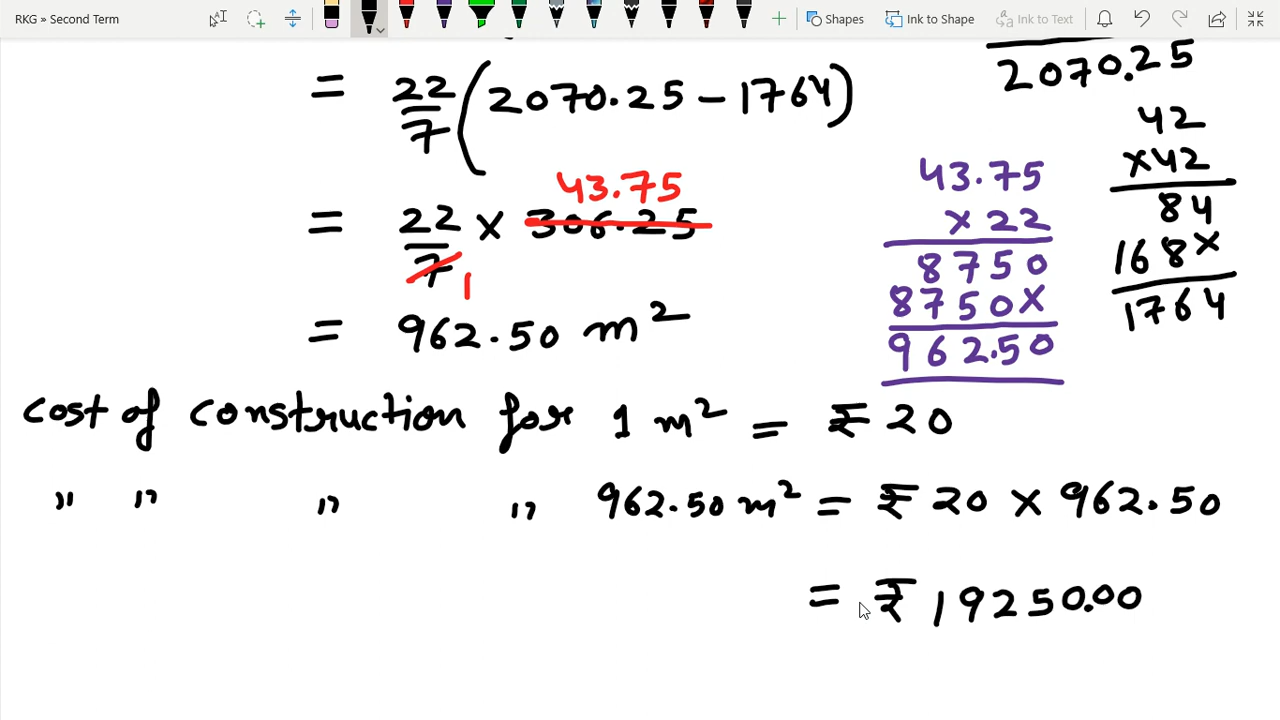 RKG » Second Term
Shapes
Ink to Shape
Ink to Text
= 22/7 (2070.25 − 1764)
= 22/7 × 306.25
43.75
1
= 962.50 m²
2070.25
42
×42
84
168×
1764
43.75
×22
8750
8750×
962.50
cost of construction for 1 m² = ₹ 20
" " " " 962.50 m² = ₹ 20 × 962.50
= ₹ 19250.00